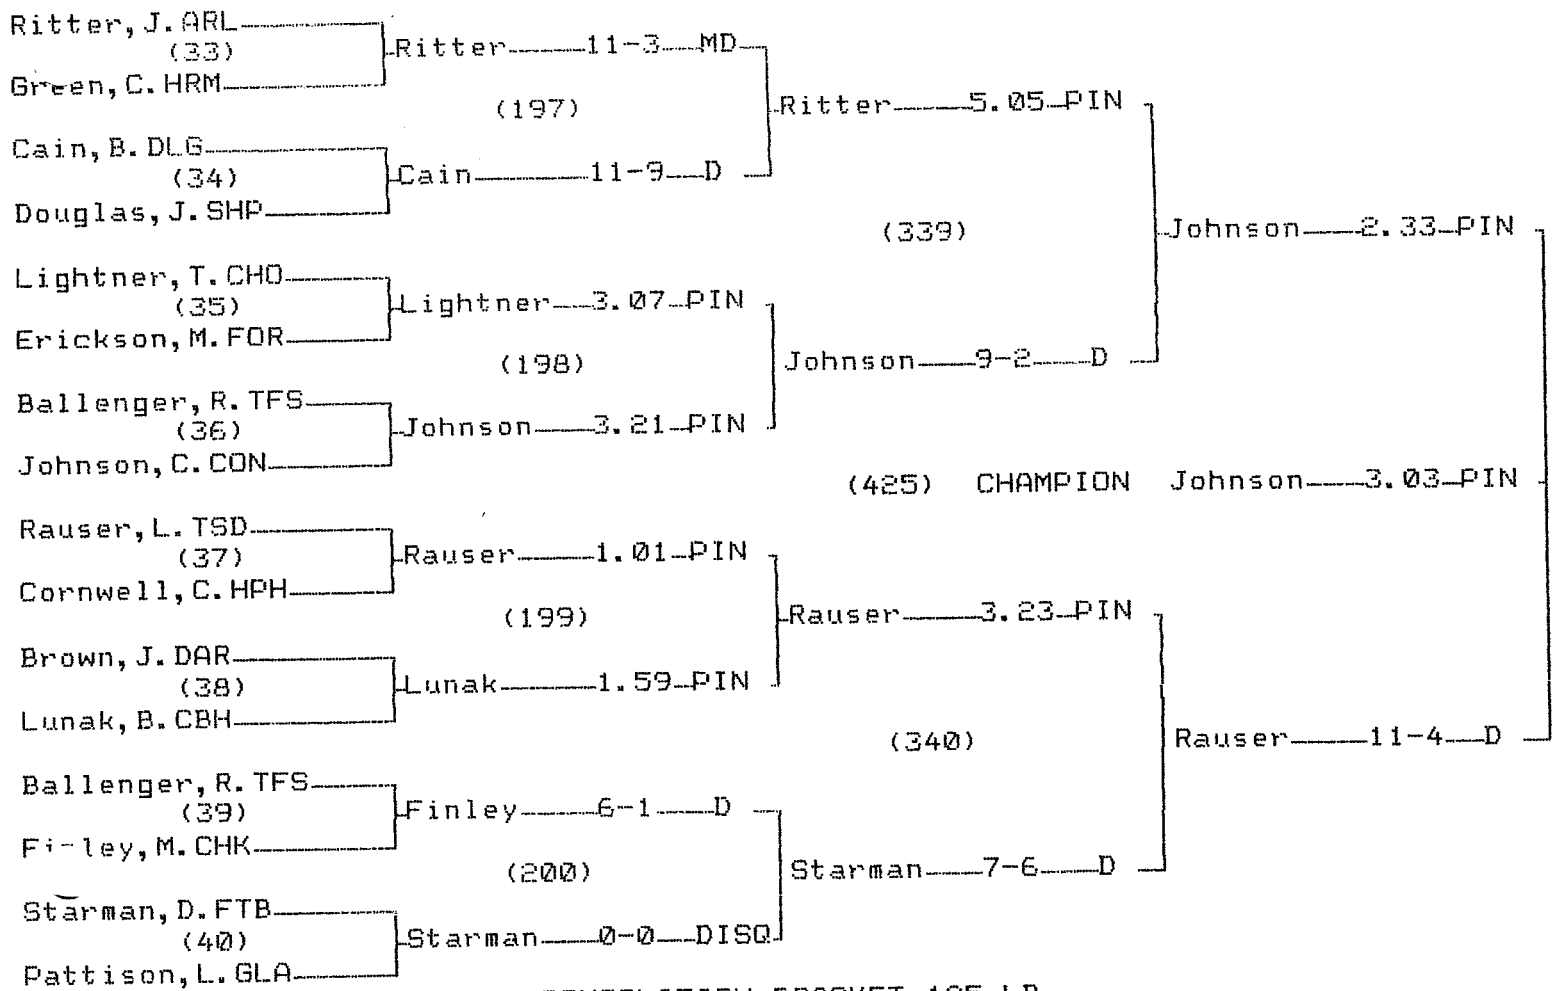 Ritter, J. ARL
(33) Ritter 11-3 MD
Green, C. HRM
(197) Ritter 5.05 PIN
Cain, B. DLG
(34) Cain 11-9 D
Douglas, J. SHP
(339) Johnson 2.33 PIN
Lightner, T. CHO
(35) Lightner 3.07 PIN
Erickson, M. FOR
(198) Johnson 9-2 D
Ballenger, R. TFS
(36) Johnson 3.21 PIN
Johnson, C. CON
(425) CHAMPION Johnson 3.03 PIN
Rauser, L. TSD
(37) Rauser 1.01 PIN
Cornwell, C. HPH
(199) Rauser 3.23 PIN
Brown, J. DAR
(38) Lunak 1.59 PIN
Lunak, B. CBH
(340) Rauser 11-4 D
Ballenger, R. TFS
(39) Finley 6-1 D
Finley, M. CHK
(200) Starman 7-6 D
Starman, D. FTB
(40) Starman 0-0 DISQ
Pattison, L. GLA
BRACKET LB